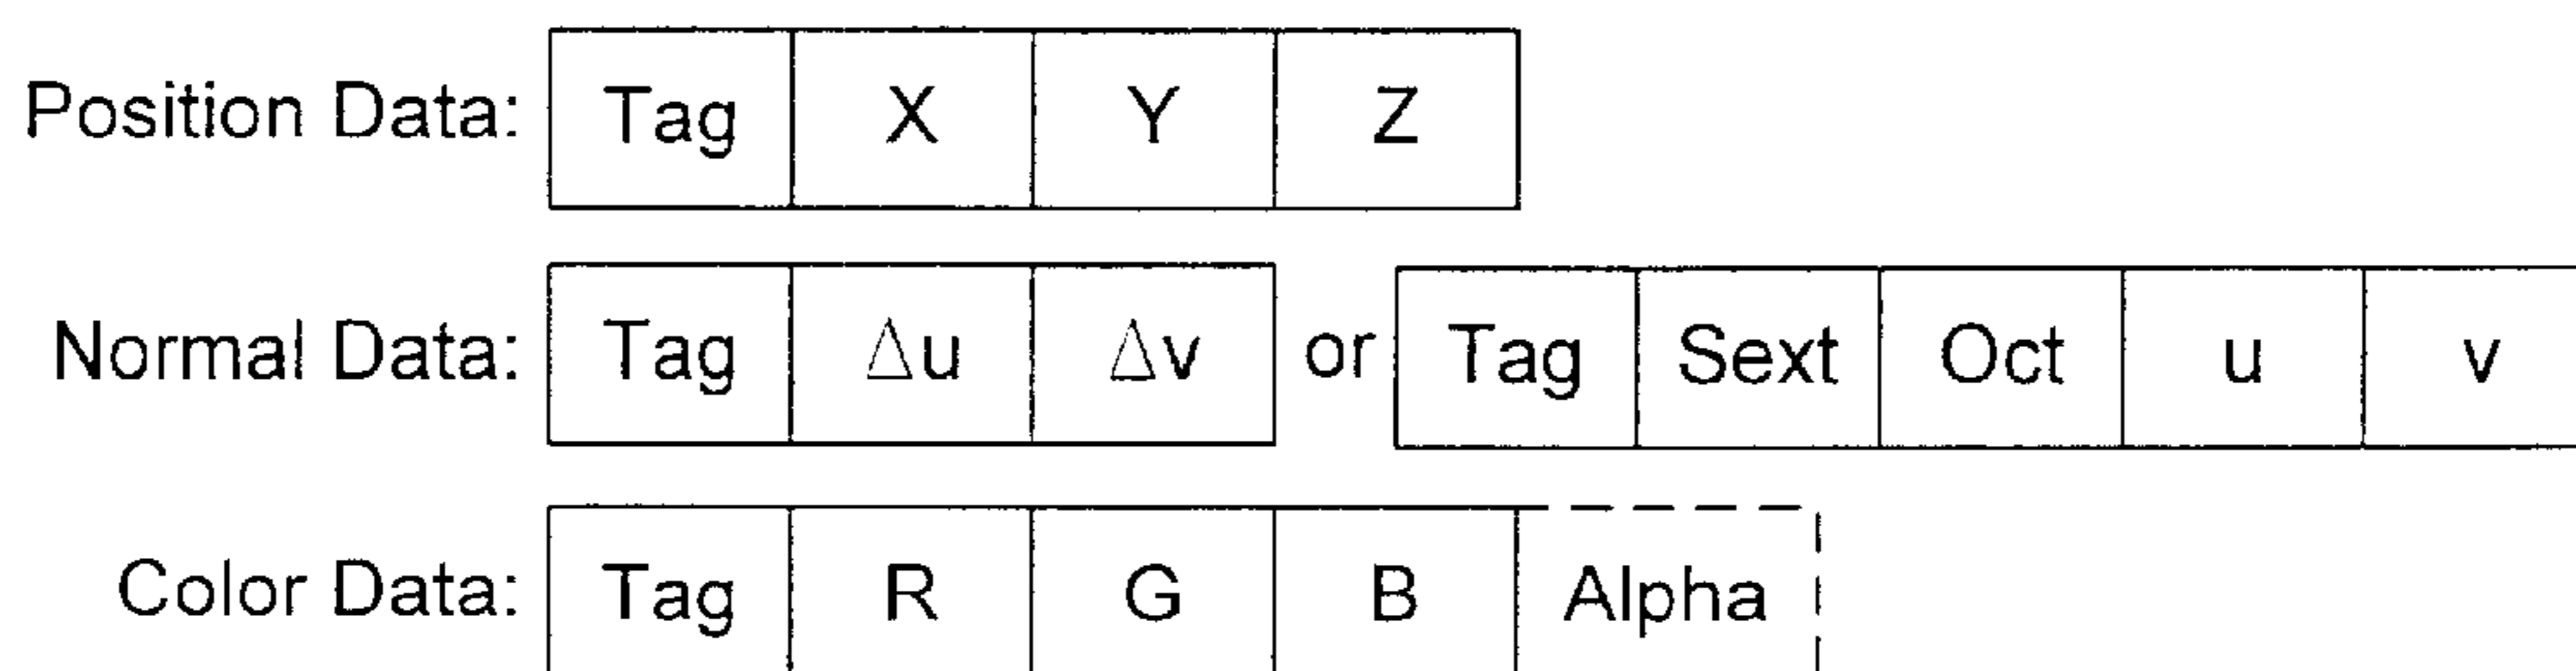 Position Data: Tag X Y Z
Normal Data: Tag Δu Δv or Tag Sext Oct u v
Color Data: Tag R G B Alpha